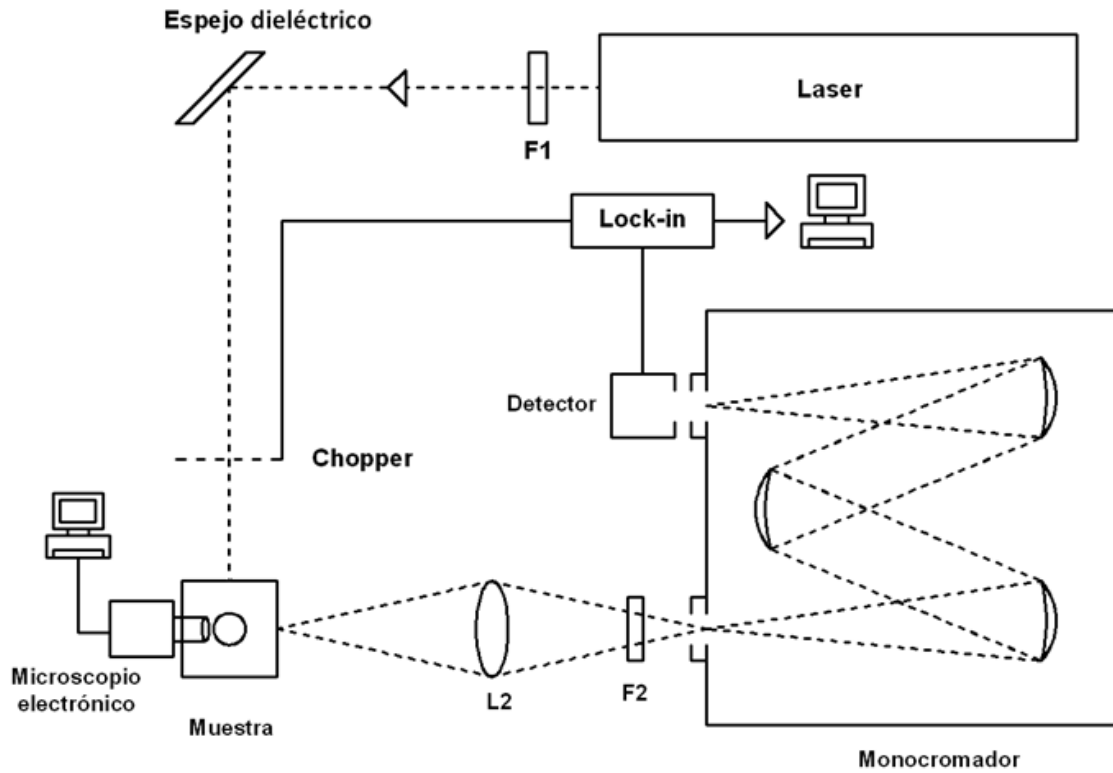 Espejo dieléctrico
Laser
F1
Lock-in
Detector
Chopper
Microscopio
electrónico
Muestra
L2
F2
Monocromador